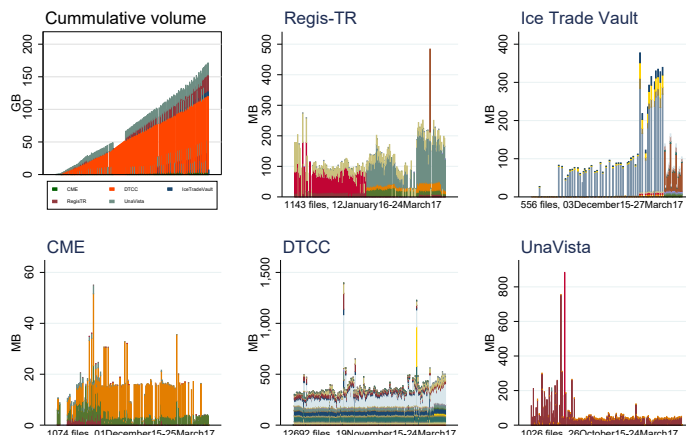 Cummulative volume
GB
0 50 100 150 200
CME DTCC IceTradeVault
RegisTR UnaVista
Regis-TR
MB
0 100 200 300 400 500
1143 files, 12January16-24March17
Ice Trade Vault
MB
0 100 200 300 400
556 files, 03December15-27March17
CME
MB
0 20 40 60
1074 files, 01December15-25March17
DTCC
MB
0 500 1,000 1,500
12692 files, 19November15-24March17
UnaVista
MB
0 200 400 600 800
1026 files, 26October15-24March17